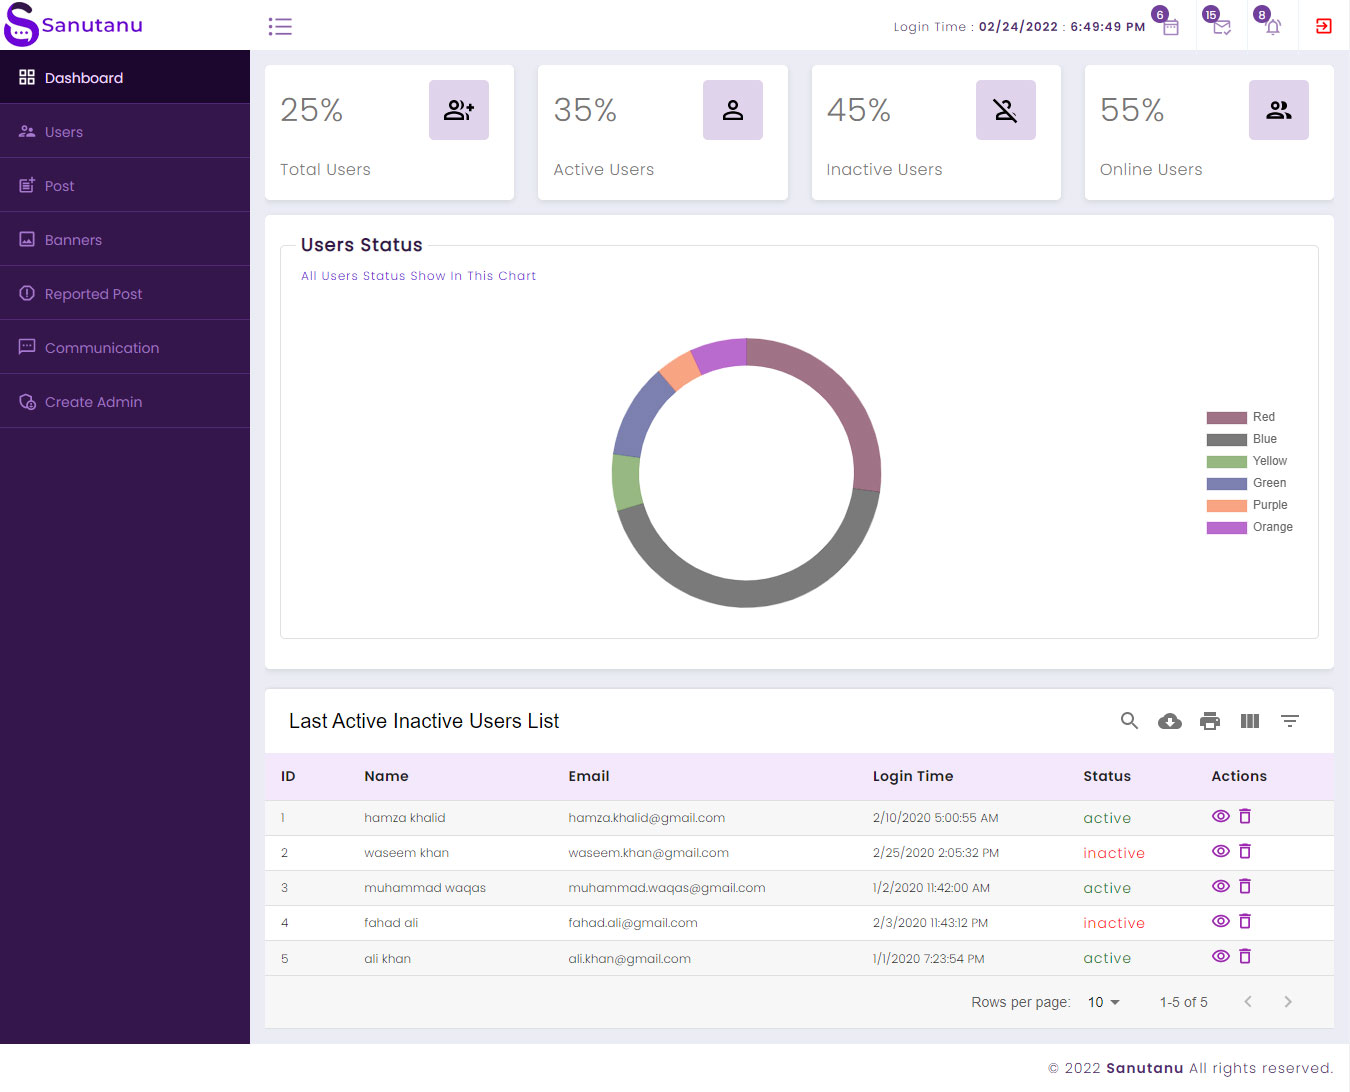 Sanutanu
Login Time : 02/24/2022 : 6:49:49 PM
6
15
8
Dashboard
Users
Post
Banners
Reported Post
Communication
Create Admin
25%
Total Users
35%
Active Users
45%
Inactive Users
55%
Online Users
Users Status
All Users Status Show In This Chart
Red
Blue
Yellow
Green
Purple
Orange
Last Active Inactive Users List
ID Name Email Login Time Status Actions
1 hamza khalid hamza.khalid@gmail.com 2/10/2020 5:00:55 AM active
2 waseem khan waseem.khan@gmail.com 2/25/2020 2:05:32 PM inactive
3 muhammad waqas muhammad.waqas@gmail.com 1/2/2020 11:42:00 AM active
4 fahad ali fahad.ali@gmail.com 2/3/2020 11:43:12 PM inactive
5 ali khan ali.khan@gmail.com 1/1/2020 7:23:54 PM active
Rows per page: 10 1-5 of 5
© 2022 Sanutanu All rights reserved.